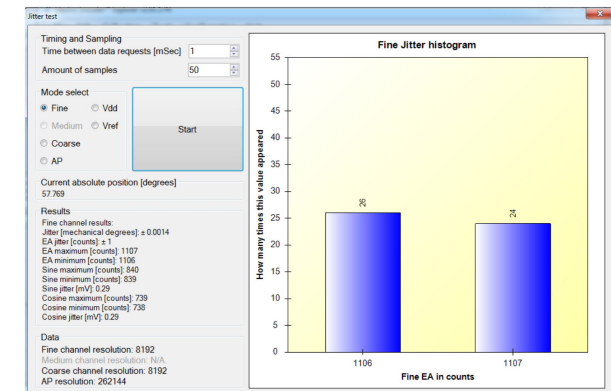 Jitter test
Timing and Sampling
Time between data requests [mSec] 1
Amount of samples 50
Mode select
Fine Vdd
Medium Vref
Coarse
AP
Start
Current absolute position [degrees]
57.769
Results
Fine channel results:
Jitter [mechanical degrees]: ± 0.0014
EA jitter [counts]: ± 1
EA maximum [counts]: 1107
EA minimum [counts]: 1106
Sine maximum [counts]: 840
Sine minimum [counts]: 839
Sine jitter [mV]: 0.29
Cosine maximum [counts]: 739
Cosine minimum [counts]: 738
Cosine jitter [mV]: 0.29
Data
Fine channel resolution: 8192
Medium channel resolution: N/A
Coarse channel resolution: 8192
AP resolution: 262144
Fine Jitter histogram
How many times this value appeared
55
50
45
40
35
30
25
20
15
10
5
0
26
24
1106 1107
Fine EA in counts